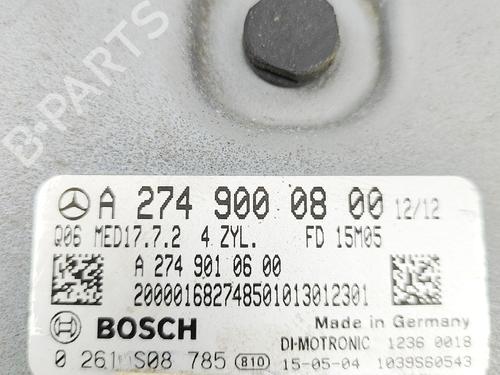 B-PARTS
A 274 900 08 00 12/12
Q06 MED17.7.2 4 ZYL. FD 15M05
A 274 901 06 00
200001682748501013012301
BOSCH
Made in Germany
DI-MOTRONIC 1236 0018
0 261 S08 785 810 15-05-04 1039S60543